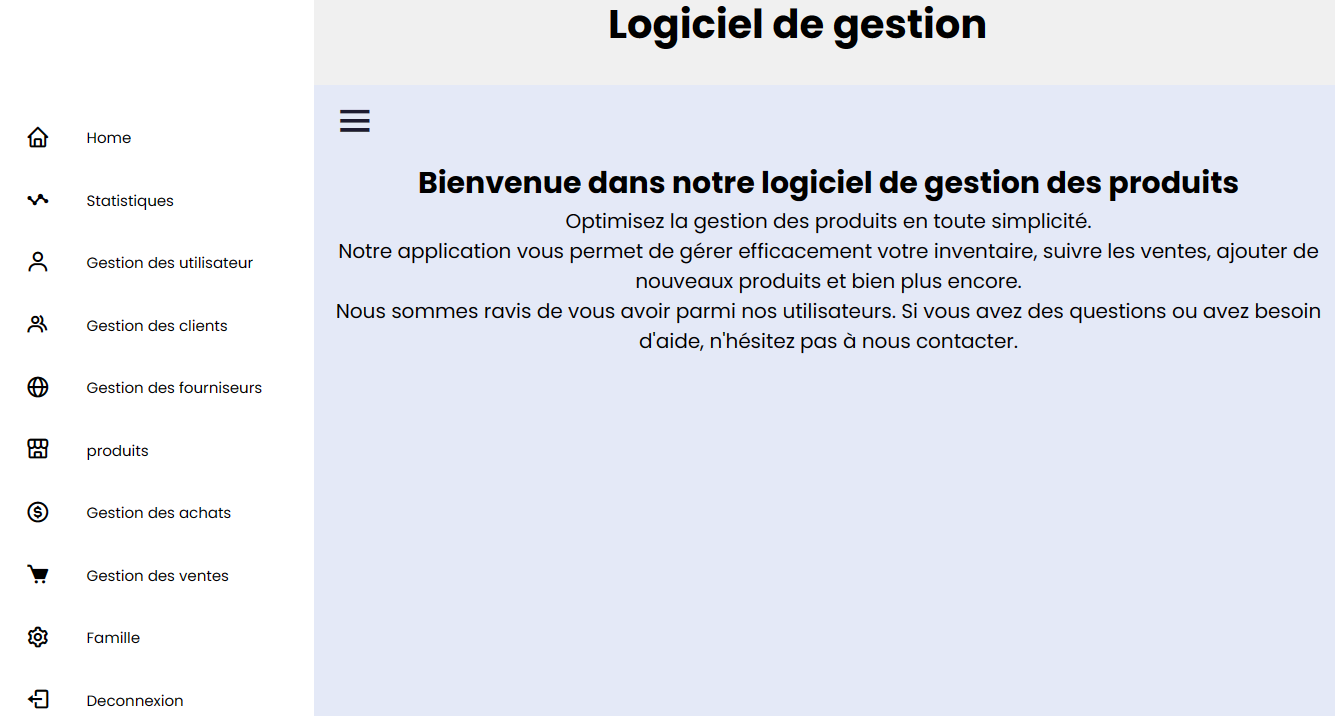 Logiciel de gestion
Home
Statistiques
Gestion des utilisateur
Gestion des clients
Gestion des fourniseurs
produits
Gestion des achats
Gestion des ventes
Famille
Deconnexion
Bienvenue dans notre logiciel de gestion des produits
Optimisez la gestion des produits en toute simplicité.
Notre application vous permet de gérer efficacement votre inventaire, suivre les ventes, ajouter de
nouveaux produits et bien plus encore.
Nous sommes ravis de vous avoir parmi nos utilisateurs. Si vous avez des questions ou avez besoin
d'aide, n'hésitez pas à nous contacter.